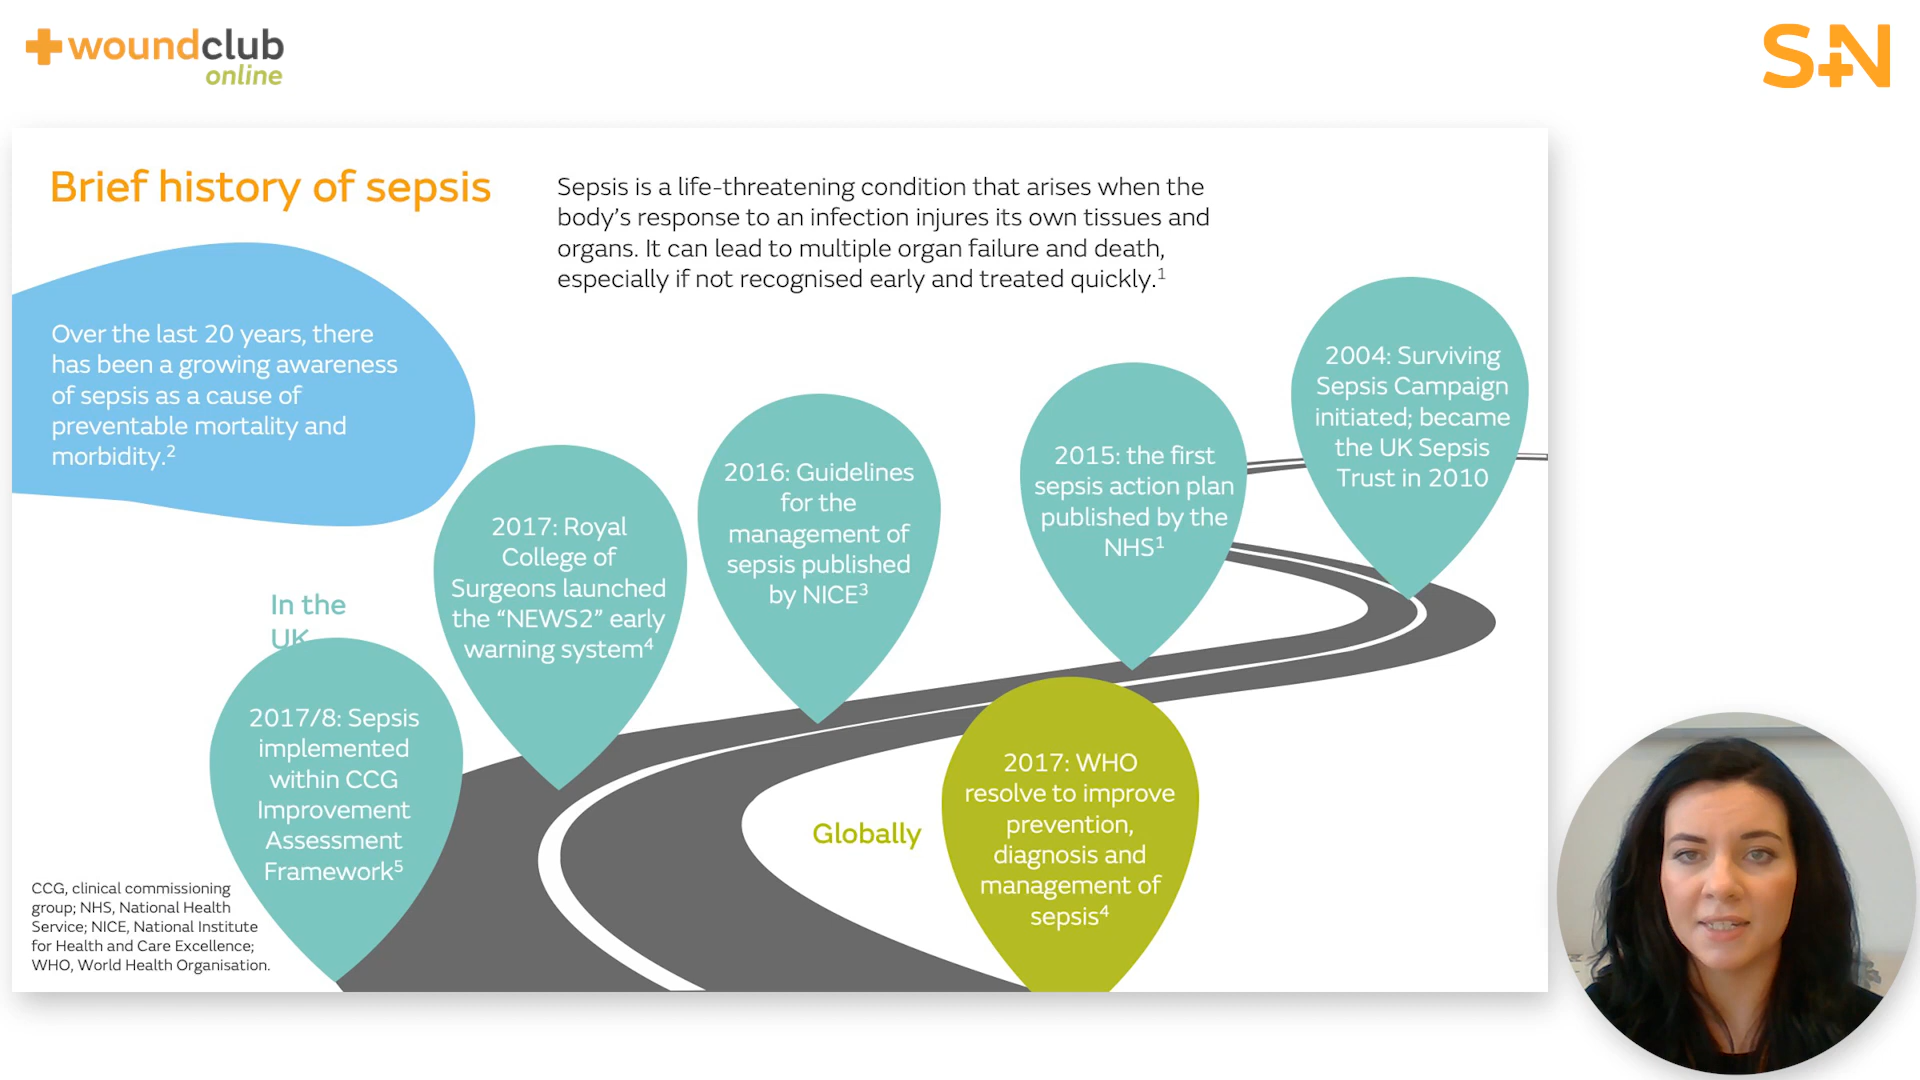 woundclub
online
S+N
Brief history of sepsis
Sepsis is a life-threatening condition that arises when the
body's response to an infection injures its own tissues and
organs. It can lead to multiple organ failure and death,
especially if not recognised early and treated quickly.¹
Over the last 20 years, there
has been a growing awareness
of sepsis as a cause of
preventable mortality and
morbidity.²
In the
UK
2017/8: Sepsis
implemented
within CCG
Improvement
Assessment
Framework⁵
2017: Royal
College of
Surgeons launched
the “NEWS2” early
warning system⁴
2016: Guidelines
for the
management of
sepsis published
by NICE³
2015: the first
sepsis action plan
published by the
NHS¹
2004: Surviving
Sepsis Campaign
initiated; became
the UK Sepsis
Trust in 2010
Globally
2017: WHO
resolve to improve
prevention,
diagnosis and
management of
sepsis⁴
CCG, clinical commissioning
group; NHS, National Health
Service; NICE, National Institute
for Health and Care Excellence;
WHO, World Health Organisation.